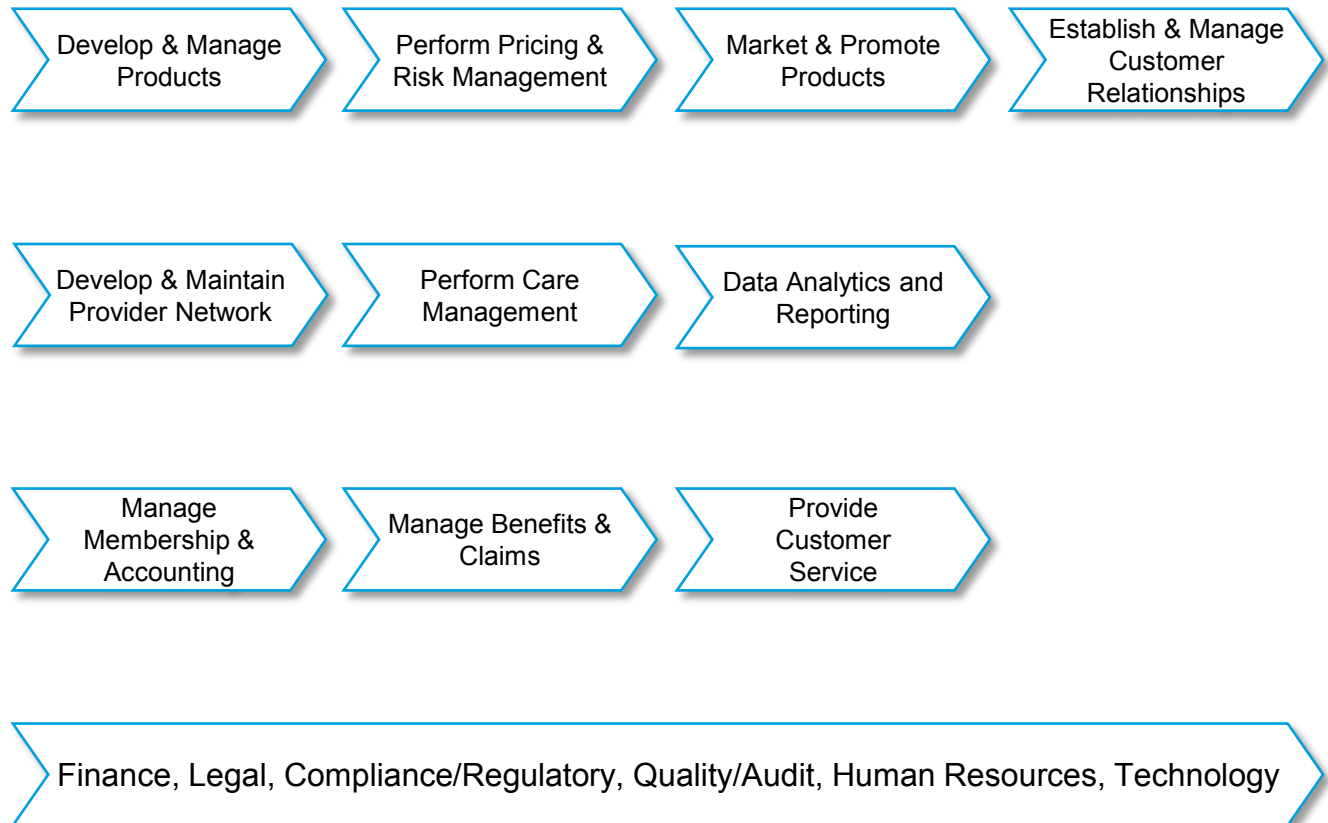 Develop & Manage
Products
Perform Pricing &
Risk Management
Market & Promote
Products
Establish & Manage
Customer
Relationships
Develop & Maintain
Provider Network
Perform Care
Management
Data Analytics and
Reporting
Manage
Membership &
Accounting
Manage Benefits &
Claims
Provide
Customer
Service
Finance, Legal, Compliance/Regulatory, Quality/Audit, Human Resources, Technology